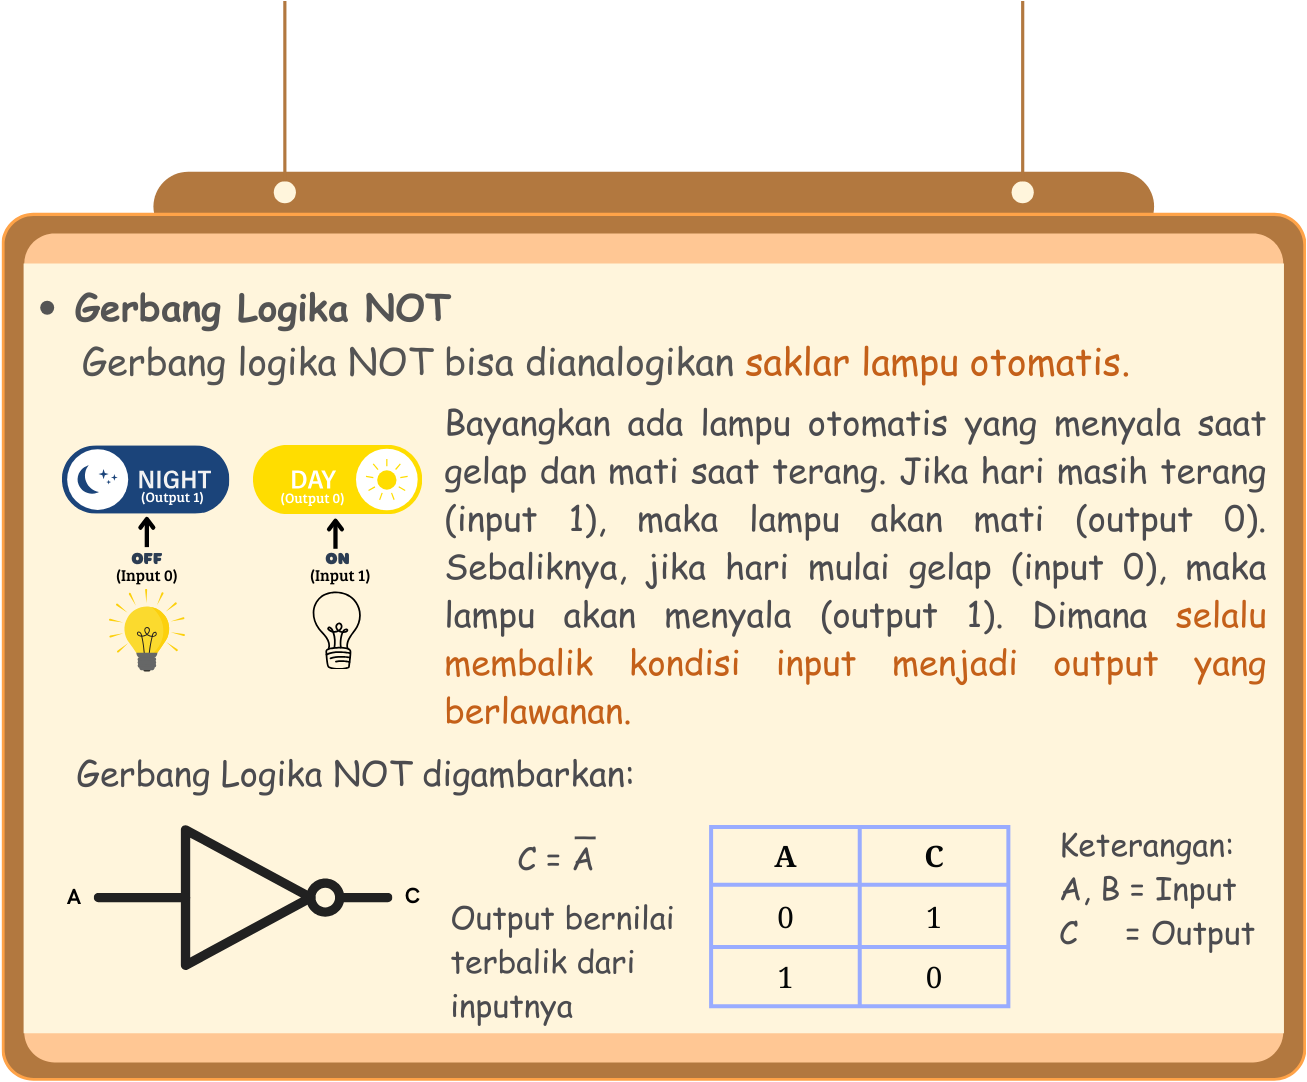 • Gerbang Logika NOT
Gerbang logika NOT bisa dianalogikan saklar lampu otomatis.
NIGHT
(Output 1)
OFF
(Input 0)
DAY
(Output 0)
ON
(Input 1)
Bayangkan ada lampu otomatis yang menyala saat
gelap dan mati saat terang. Jika hari masih terang
(input 1), maka lampu akan mati (output 0).
Sebaliknya, jika hari mulai gelap (input 0), maka
lampu akan menyala (output 1). Dimana selalu
membalik kondisi input menjadi output yang
berlawanan.
Gerbang Logika NOT digambarkan:
A
C
C = A̅
Output bernilai
terbalik dari
inputnya
A C
0 1
1 0
Keterangan:
A, B = Input
C = Output